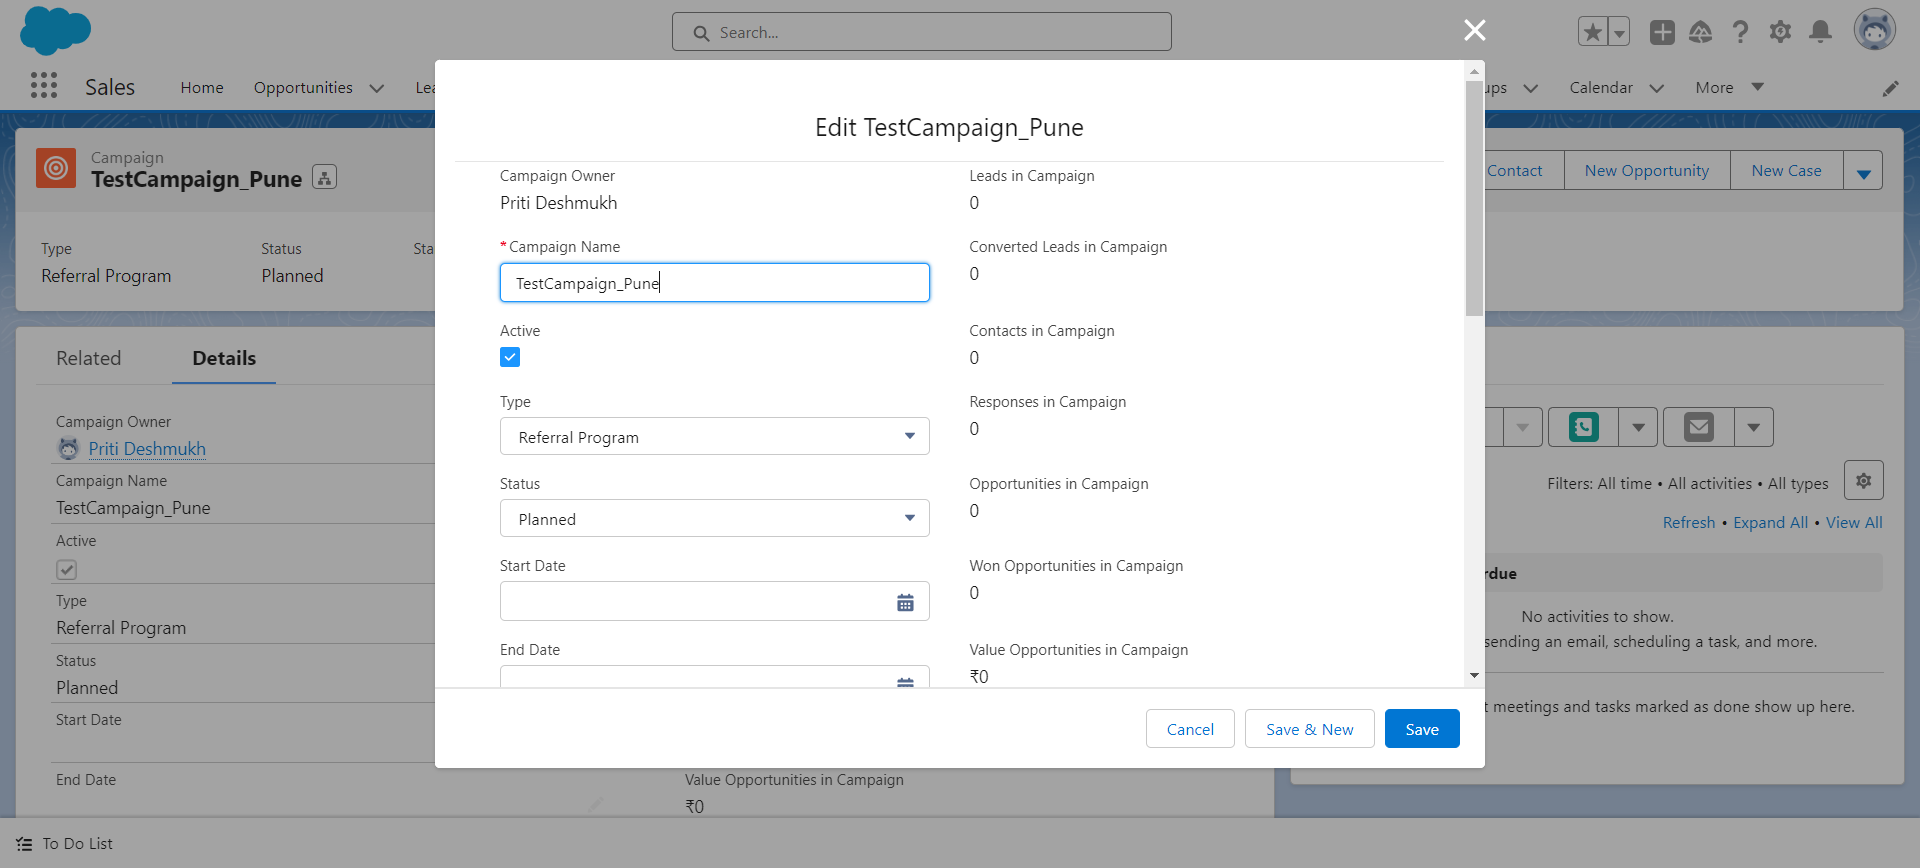 Search...
Sales
Home
Opportunities
Calendar
More
Campaign
TestCampaign_Pune
Contact
New Opportunity
New Case
Type
Referral Program
Status
Planned
Related
Details
Campaign Owner
Priti Deshmukh
Campaign Name
TestCampaign_Pune
Active
Type
Referral Program
Status
Planned
Start Date
End Date
Value Opportunities in Campaign
₹0
Edit TestCampaign_Pune
Campaign Owner
Priti Deshmukh
* Campaign Name
TestCampaign_Pune
Active
Type
Referral Program
Status
Planned
Start Date
End Date
Leads in Campaign
0
Converted Leads in Campaign
0
Contacts in Campaign
0
Responses in Campaign
0
Opportunities in Campaign
0
Won Opportunities in Campaign
0
Value Opportunities in Campaign
₹0
Cancel
Save & New
Save
Filters: All time • All activities • All types
Refresh • Expand All • View All
No activities to show.
sending an email, scheduling a task, and more.
meetings and tasks marked as done show up here.
To Do List